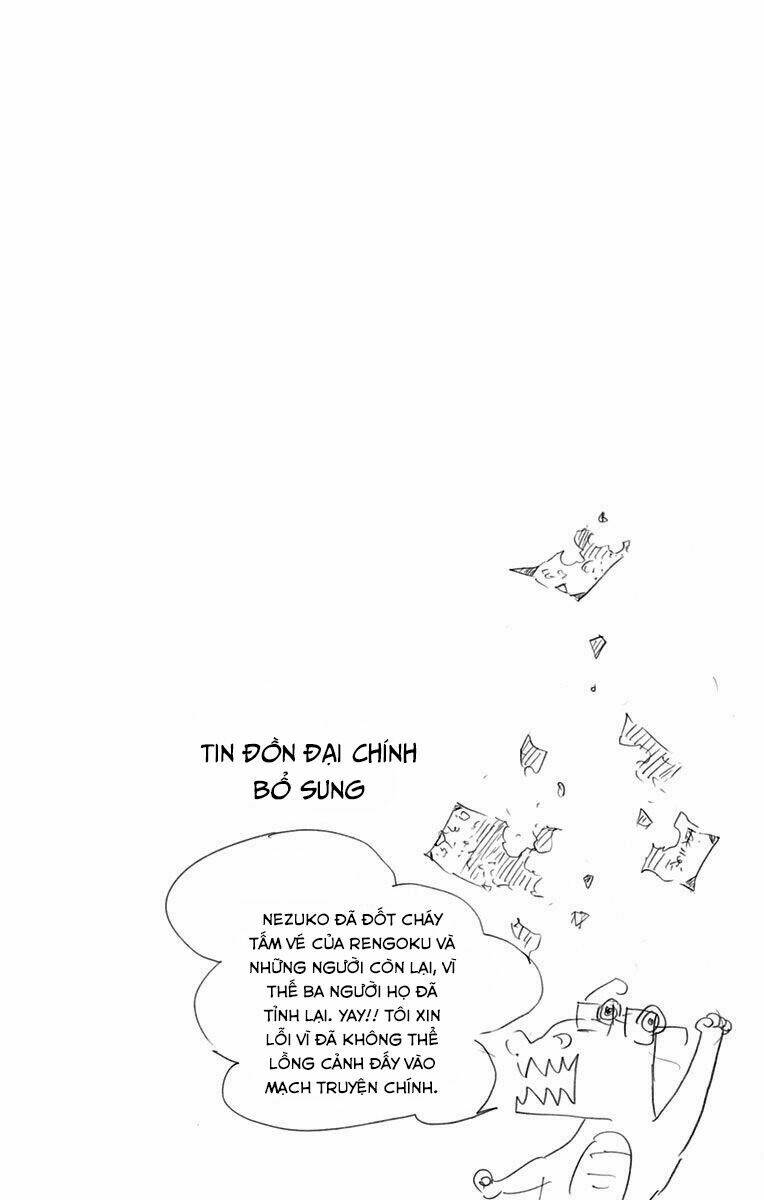 TIN ĐỒN ĐẠI CHÍNH
BỔ SUNG
NEZUKO ĐÃ ĐỐT CHÁY
TẤM VÉ CỦA RENGOKU VÀ
NHỮNG NGƯỜI CÒN LẠI, VÌ
THẾ BA NGƯỜI HỌ ĐÃ
TỈNH LẠI. YAY!! TÔI XIN
LỖI VÌ ĐÃ KHÔNG THỂ
LỒNG CẢNH ĐẤY VÀO
MẠCH TRUYỆN CHÍNH.